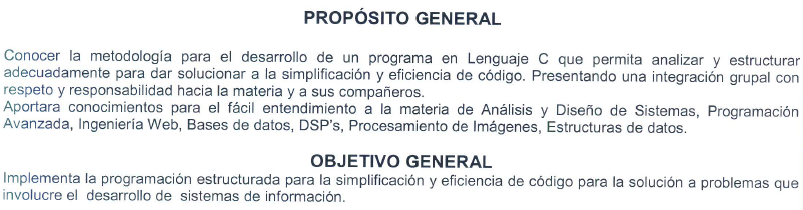 PROPÓSITO GENERAL
Conocer la metodología para el desarrollo de un programa en Lenguaje C que permita analizar y estructurar
adecuadamente para dar solucionar a la simplificación y eficiencia de código. Presentando una integración grupal con
respeto y responsabilidad hacia la materia y a sus compañeros.
Aportara conocimientos para el fácil entendimiento a la materia de Análisis y Diseño de Sistemas, Programación
Avanzada, Ingeniería Web, Bases de datos, DSP's, Procesamiento de Imágenes, Estructuras de datos.
OBJETIVO GENERAL
Implementa la programación estructurada para la simplificación y eficiencia de código para la solución a problemas que
involucre el desarrollo de sistemas de información.